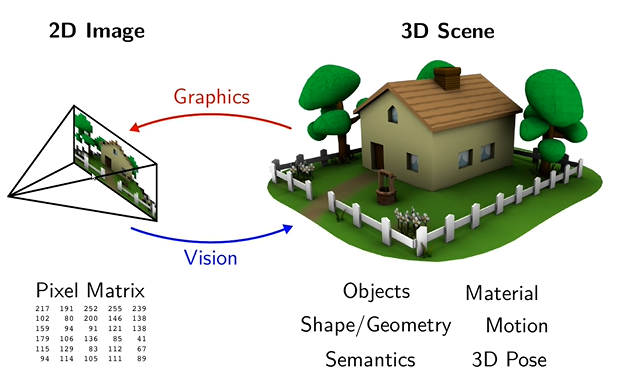 2D Image
3D Scene
Graphics
Vision
Pixel Matrix
217 191 252 255 239
102 80 200 146 138
159 94 91 121 138
179 106 136 85 41
115 129 83 112 67
94 114 105 111 89
Objects Material
Shape/Geometry Motion
Semantics 3D Pose